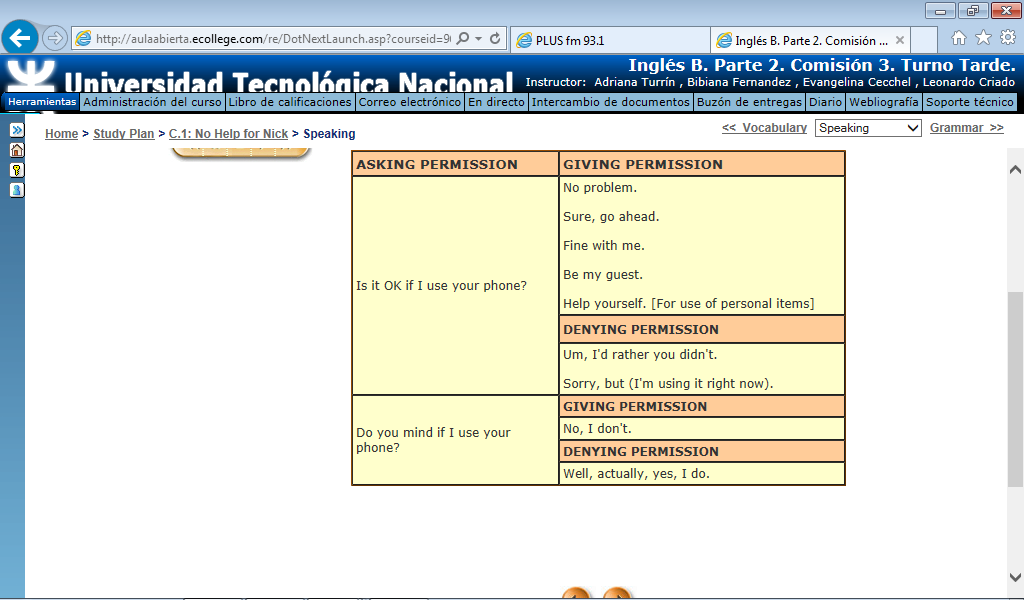 http://aulaabierta.ecollege.com/re/DotNextLaunch.asp?courseid=9
PLUS fm 93.1
Inglés B. Parte 2. Comisión ...
Universidad Tecnológica Nacional
Inglés B. Parte 2. Comisión 3. Turno Tarde.
Instructor: Adriana Turrín , Bibiana Fernandez , Evangelina Cecchel , Leonardo Criado
Herramientas Administración del curso Libro de calificaciones Correo electrónico En directo Intercambio de documentos Buzón de entregas Diario Webliografía Soporte técnico
Home > Study Plan > C.1: No Help for Nick > Speaking
<< Vocabulary Speaking Grammar >>
ASKING PERMISSION
GIVING PERMISSION
Is it OK if I use your phone?
No problem.
Sure, go ahead.
Fine with me.
Be my guest.
Help yourself. [For use of personal items]
DENYING PERMISSION
Um, I'd rather you didn't.
Sorry, but (I'm using it right now).
Do you mind if I use your
phone?
GIVING PERMISSION
No, I don't.
DENYING PERMISSION
Well, actually, yes, I do.